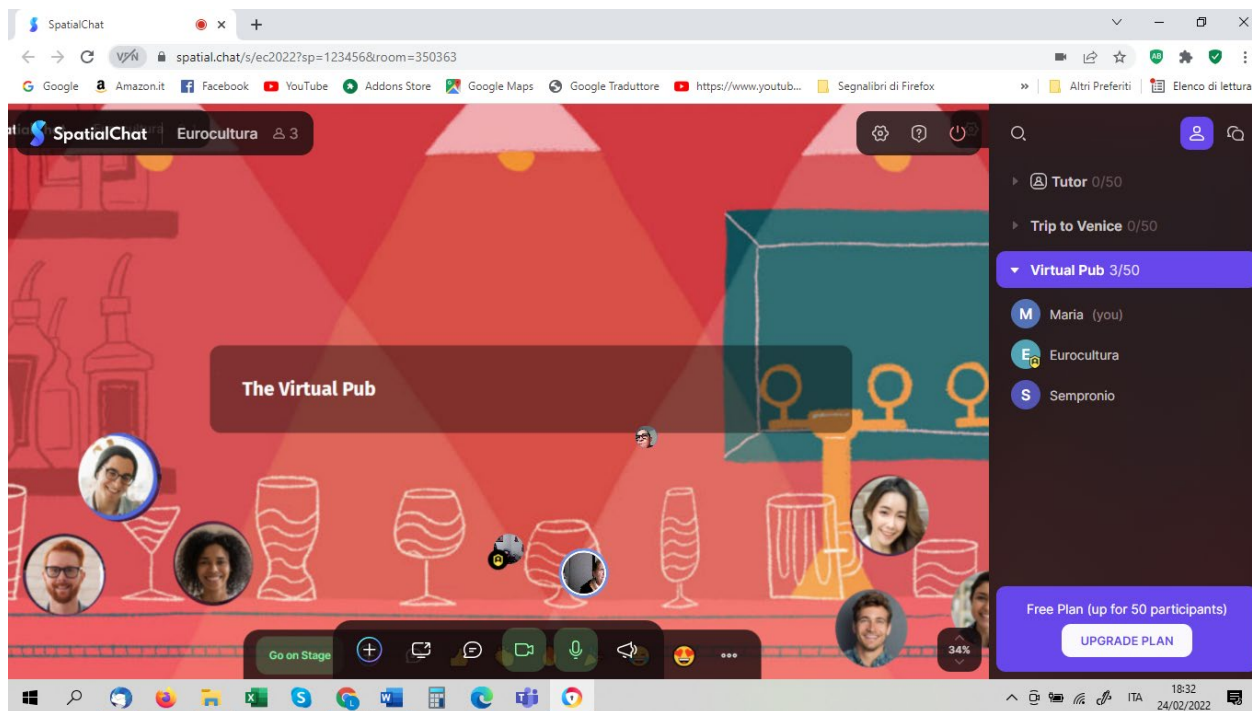 SpatialChat
spatial.chat/s/ec2022?sp=123456&room=350363
Google Amazon.it Facebook YouTube Addons Store Google Maps Google Traduttore https://www.youtub... Segnalibri di Firefox » Altri Preferiti Elenco di lettura
SpatialChat Eurocultura 3
Tutor 0/50
Trip to Venice 0/50
Virtual Pub 3/50
M Maria (you)
E Eurocultura
S Sempronio
The Virtual Pub
Free Plan (up for 50 participants)
UPGRADE PLAN
Go on Stage
34%
ITA
18:32
24/02/2022